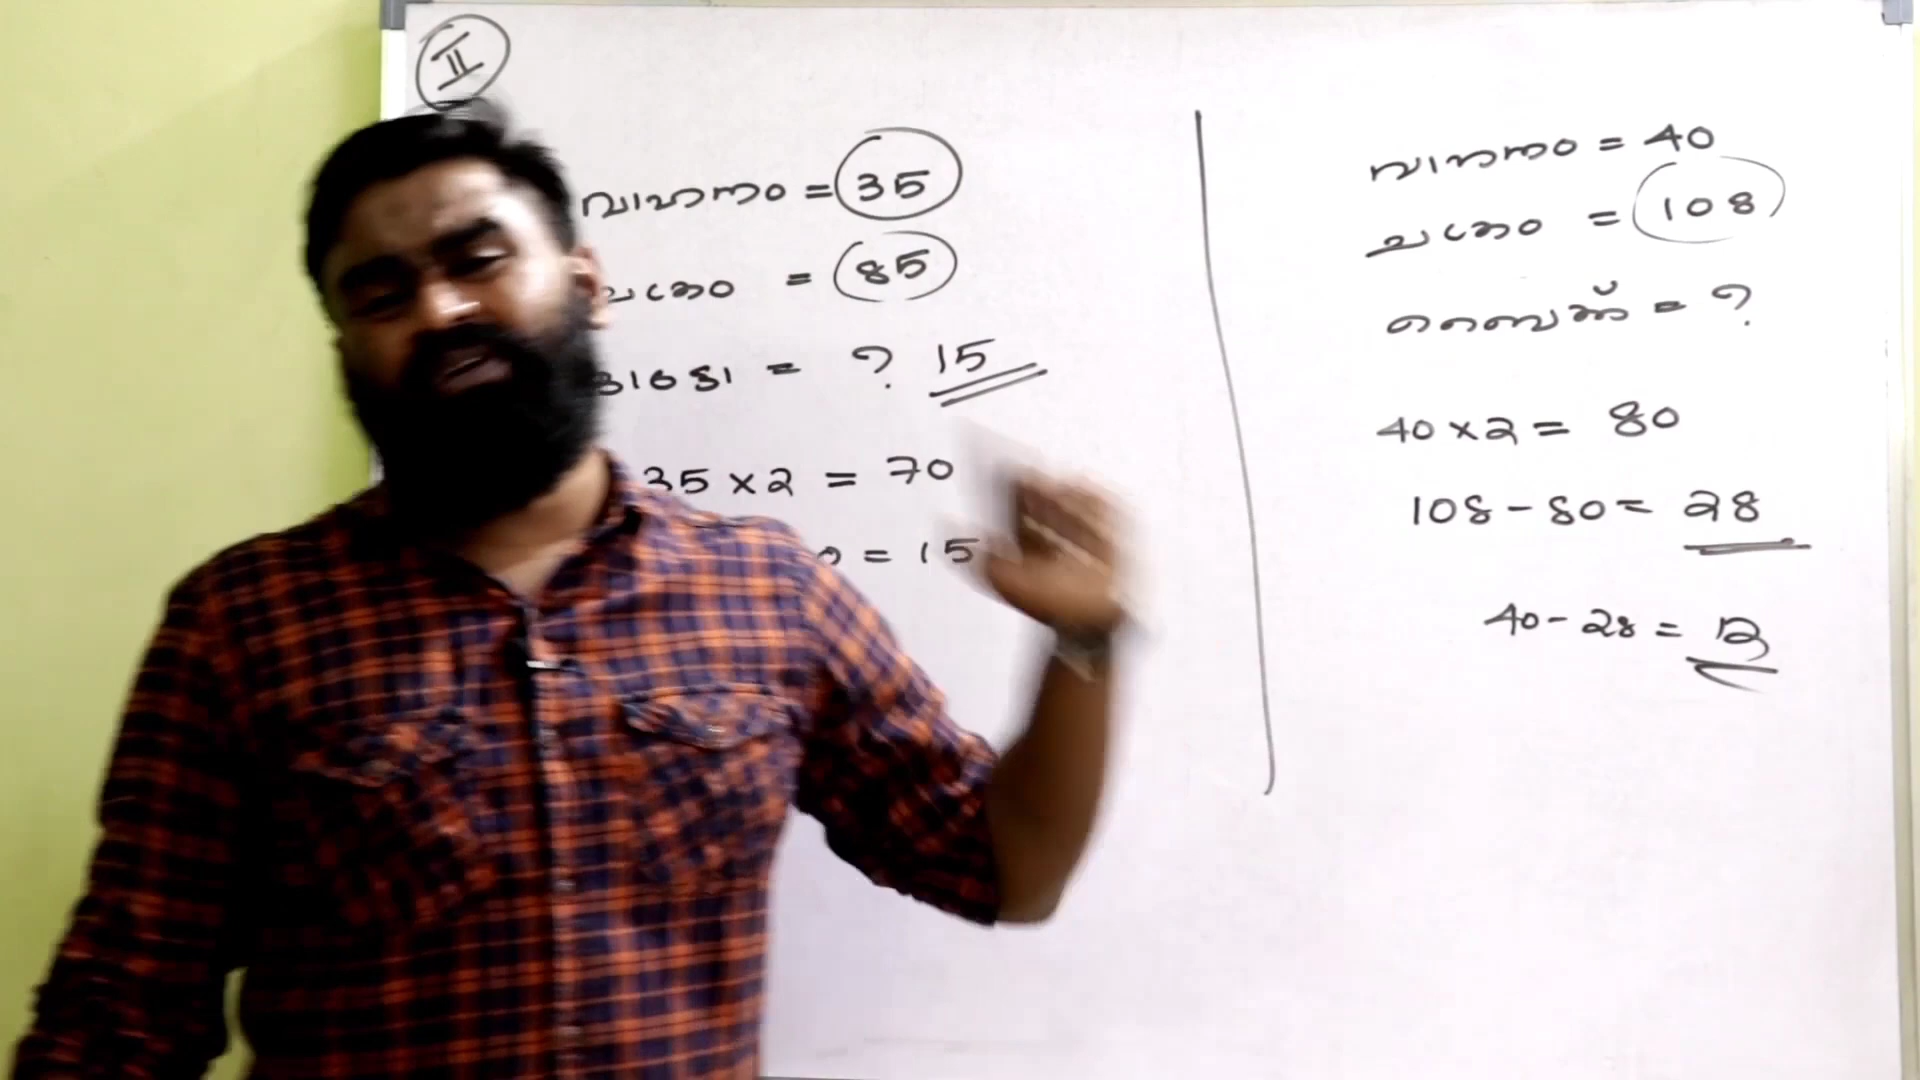 II
വാഹനം = 35
ചക്രം = 85
= ? 15
35 x 2 = 70
= 15
വാഹനം = 40
ചക്രം = 108
ബൈക്ക് = ?
40 x 2 = 80
108 - 80 = 28
40 - 28 = 12